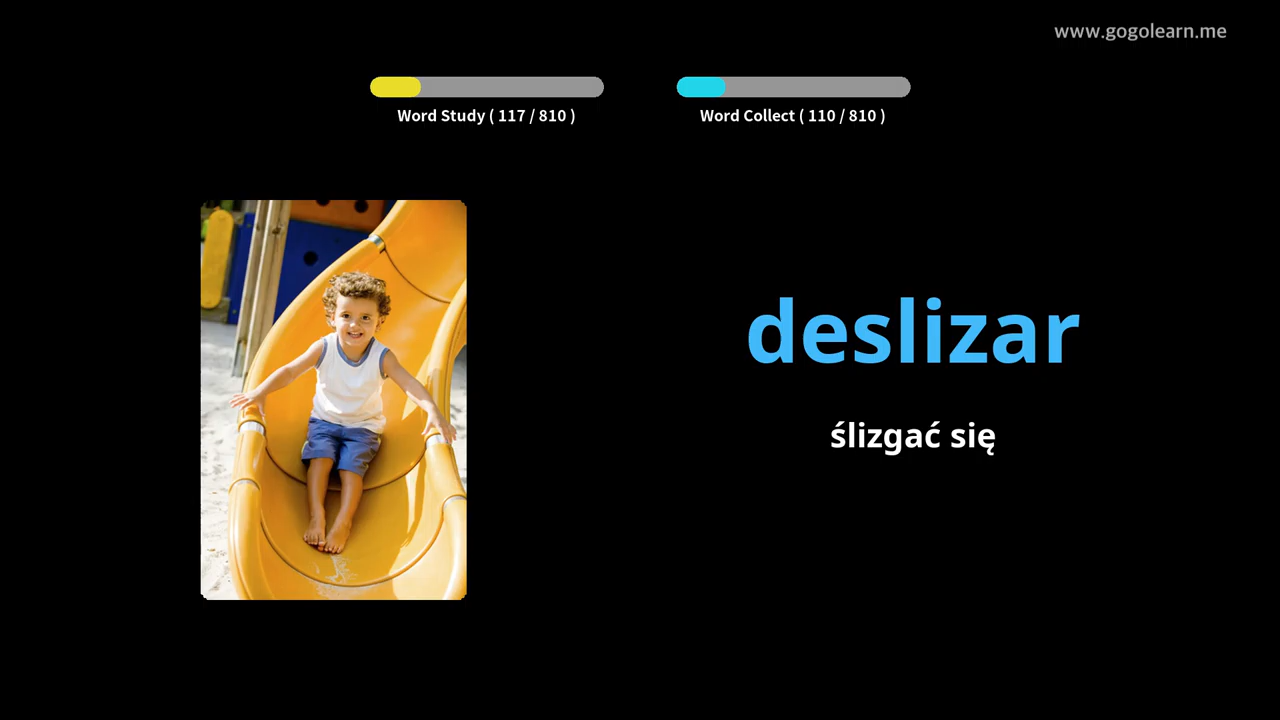 www.gogolearn.me
Word Study ( 117 / 810 )
Word Collect ( 110 / 810 )
deslizar
ślizgać się